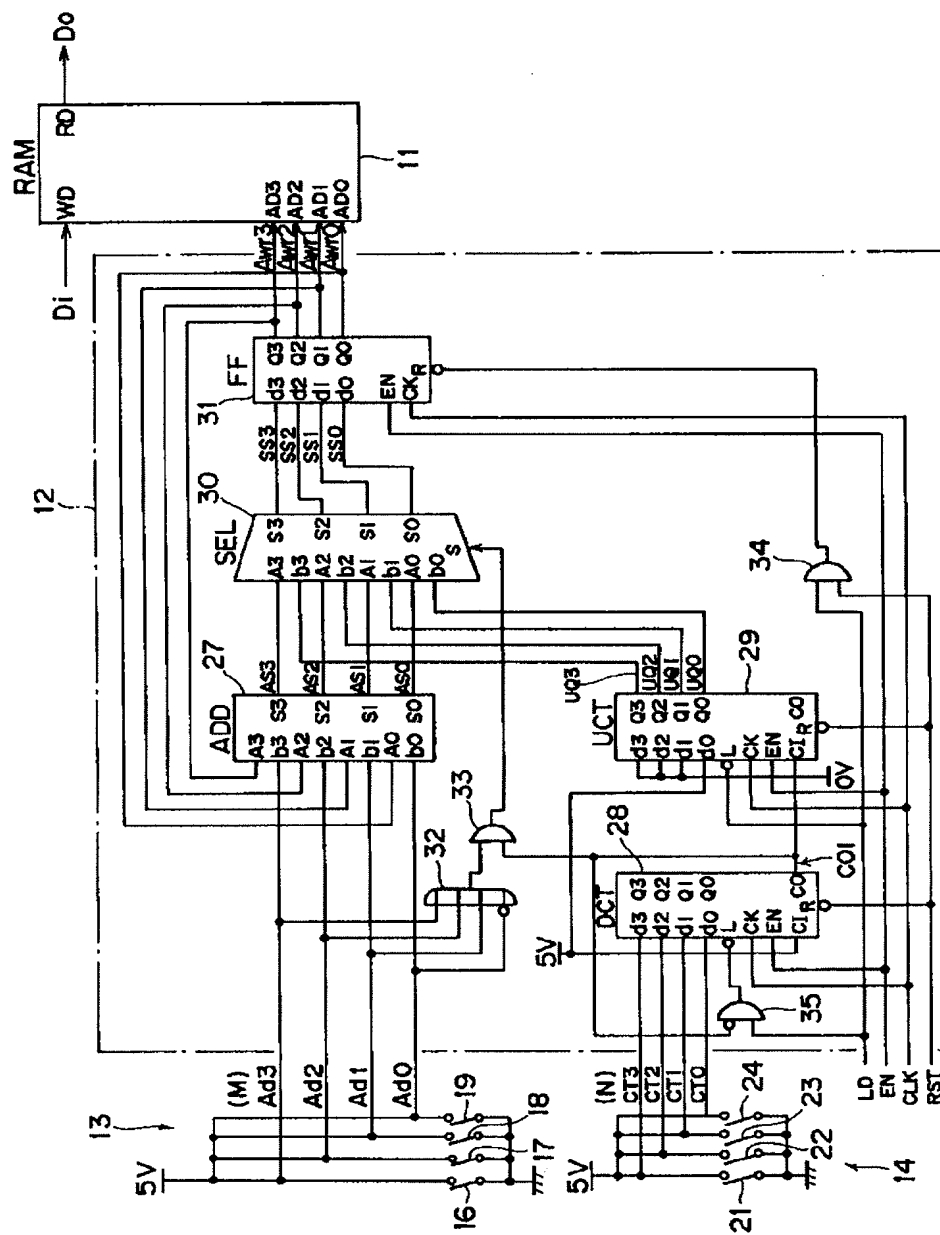 13
5V
16
17
18
19
(M)
Ad3
Ad2
Ad1
Ad0
14
5V
21
22
23
24
(N)
CT3
CT2
CT1
CT0
LD
EN
CLK
RST
12
ADD
27
A3
b3
A2
b2
A1
b1
A0
b0
S3
S2
S1
S0
AS3
AS2
AS1
AS0
32
33
SEL
30
A3
b3
A2
b2
A1
b1
A0
b0
S3
S2
S1
S0
S
SS3
SS2
SS1
SS0
FF
31
d3
d2
d1
d0
EN
CK
R
Q3
Q2
Q1
Q0
Awr3
Awr2
Awr1
Awr0
RAM
11
Di
WD
RD
Do
AD3
AD2
AD1
AD0
5V
35
DCT
28
d3
d2
d1
d0
L
CK
EN
CI
R
Q3
Q2
Q1
Q0
CO
CO1
0V
UCT
29
d3
d2
d1
d0
L
CK
EN
CI
R
Q3
Q2
Q1
Q0
CO
UQ3
UQ2
UQ1
UQ0
34